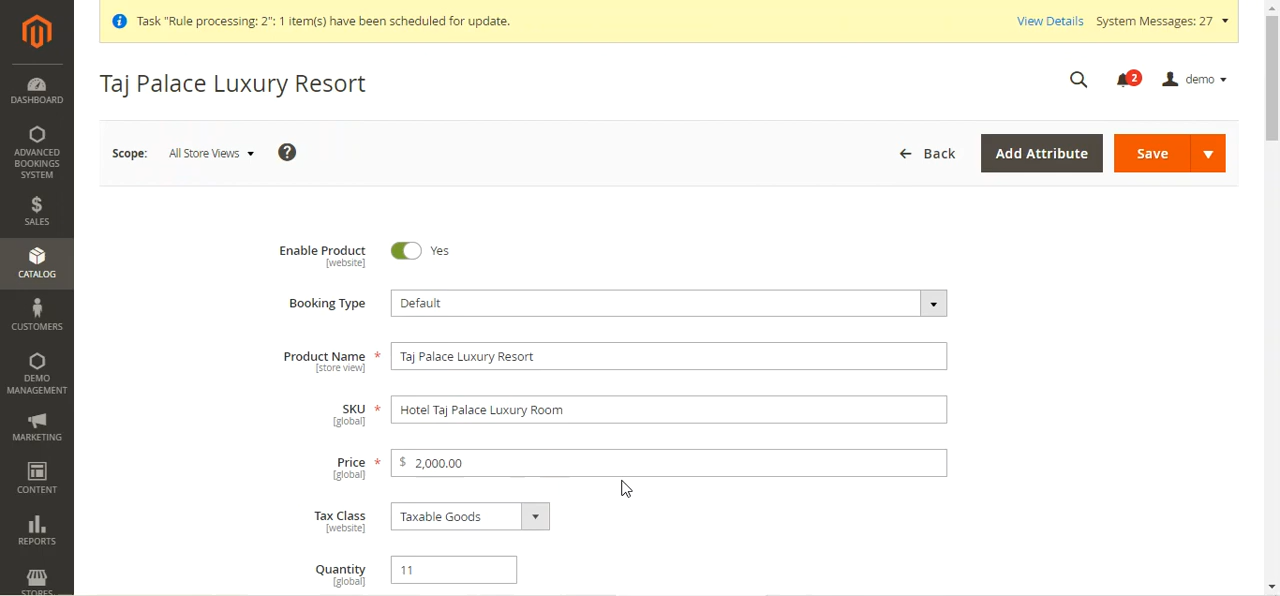 Task "Rule processing: 2": 1 item(s) have been scheduled for update.
View Details
System Messages: 27
Taj Palace Luxury Resort
2
demo
Scope:
All Store Views
?
Back
Add Attribute
Save
DASHBOARD
ADVANCED
BOOKINGS
SYSTEM
SALES
CATALOG
CUSTOMERS
DEMO
MANAGEMENT
MARKETING
CONTENT
REPORTS
STORES
Enable Product
[website]
Yes
Booking Type
Default
Product Name *
[store view]
Taj Palace Luxury Resort
SKU *
[global]
Hotel Taj Palace Luxury Room
Price *
[global]
$ 2,000.00
Tax Class
[website]
Taxable Goods
Quantity
[global]
11